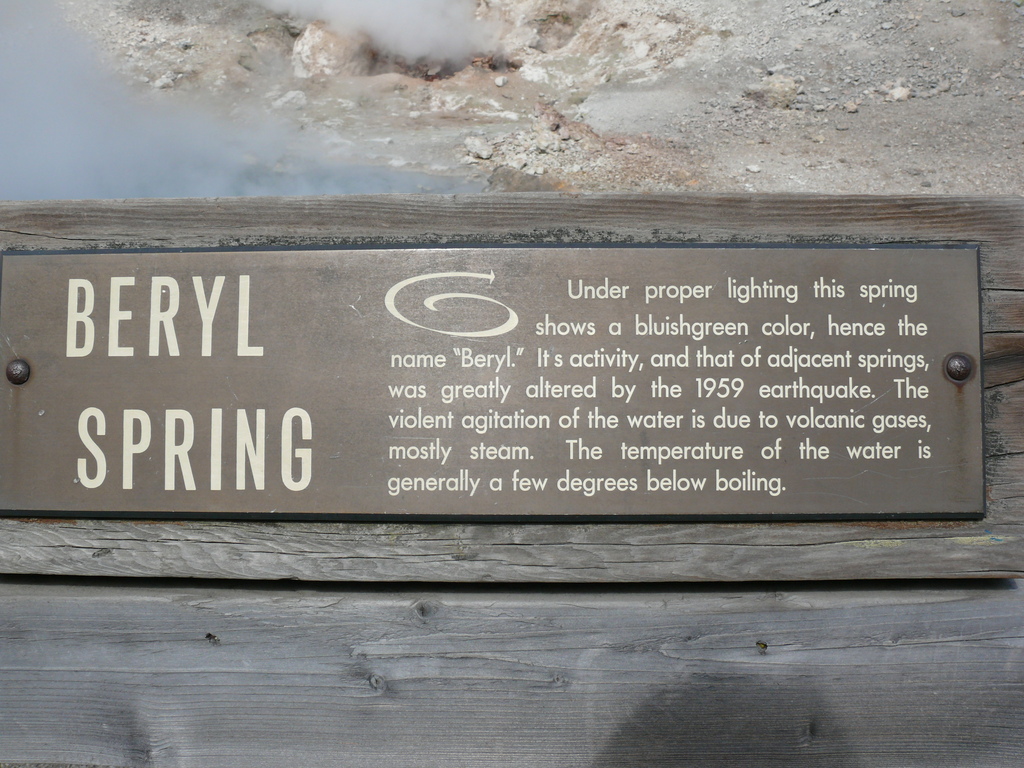 BERYL
SPRING
Under proper lighting this spring
shows a bluishgreen color, hence the
name "Beryl." It's activity, and that of adjacent springs,
was greatly altered by the 1959 earthquake. The
violent agitation of the water is due to volcanic gases,
mostly steam. The temperature of the water is
generally a few degrees below boiling.